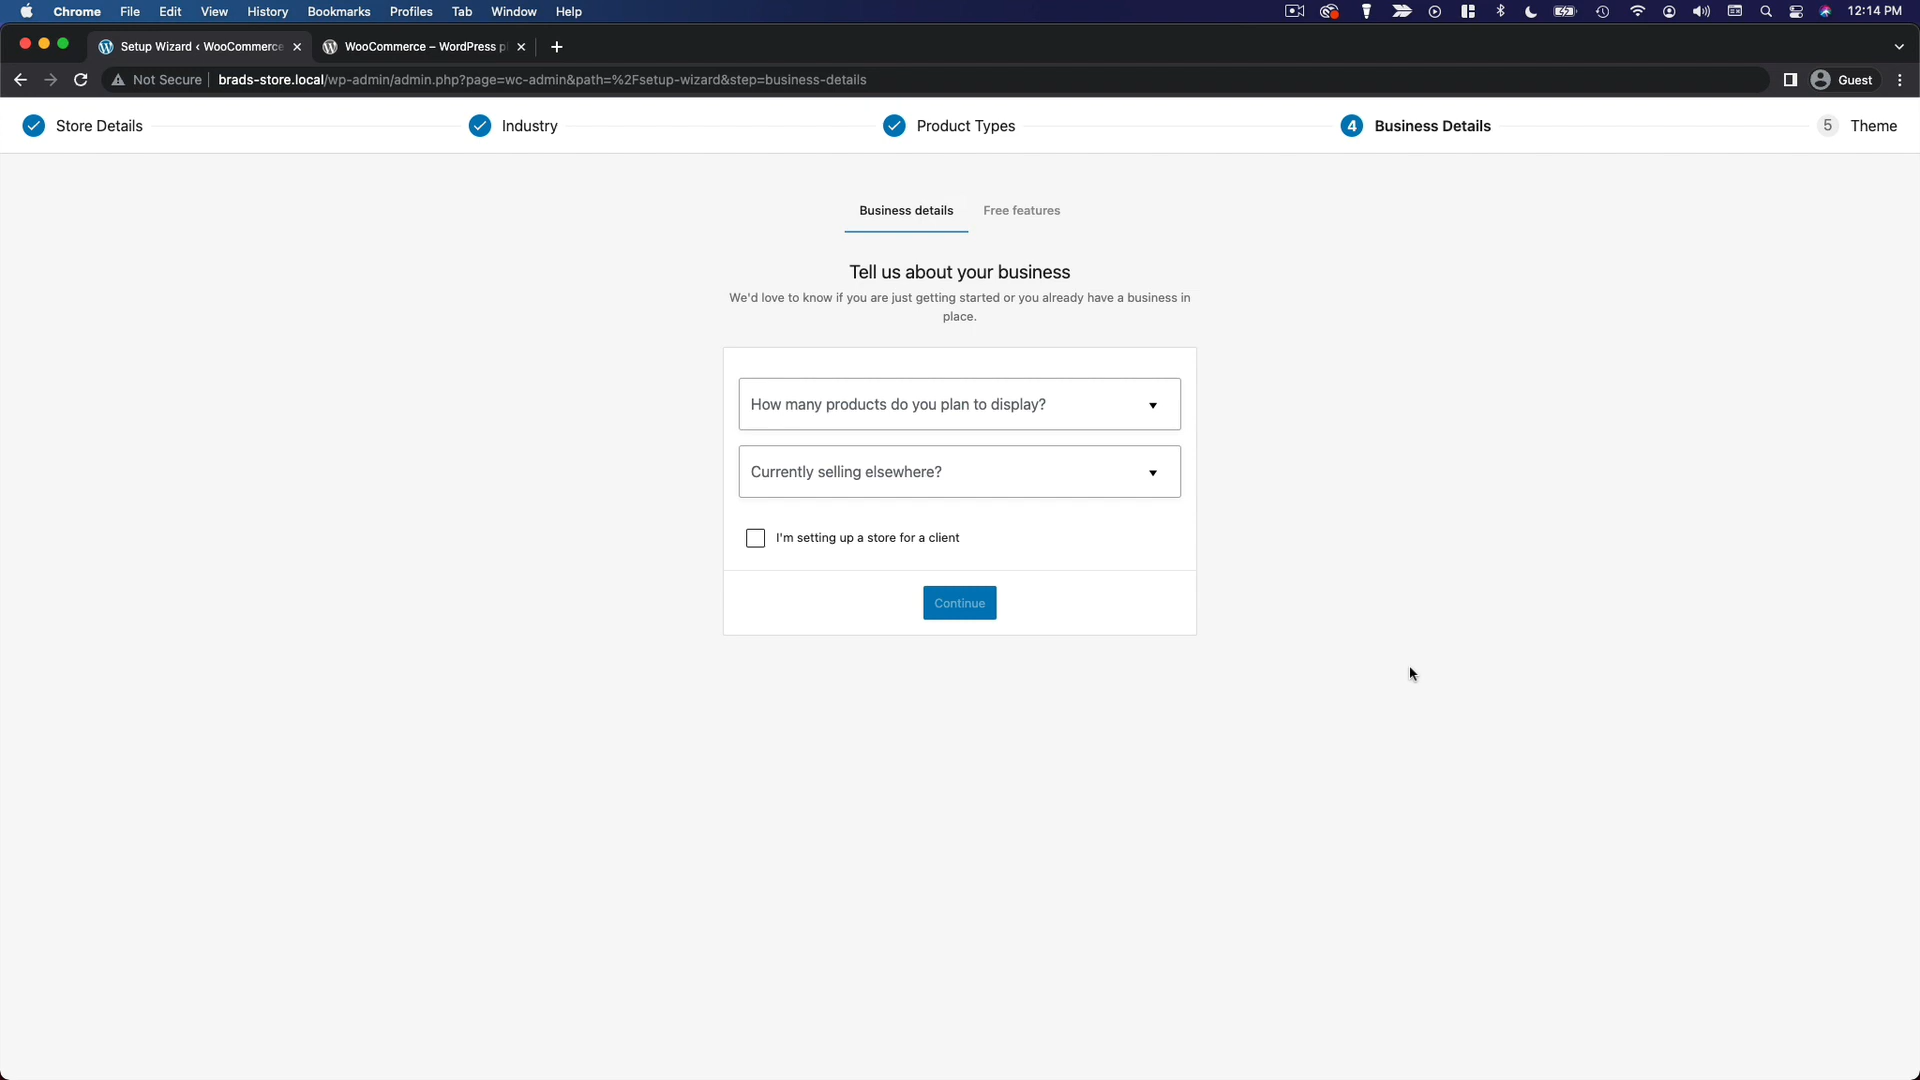 Chrome File Edit View History Bookmarks Profiles Tab Window Help 12:14 PM
Setup Wizard ‹ WooCommerce
WooCommerce – WordPress p
Not Secure brads-store.local/wp-admin/admin.php?page=wc-admin&path=%2Fsetup-wizard&step=business-details Guest
Store Details Industry Product Types 4 Business Details 5 Theme
Business details Free features
Tell us about your business
We'd love to know if you are just getting started or you already have a business in
place.
How many products do you plan to display?
Currently selling elsewhere?
I'm setting up a store for a client
Continue